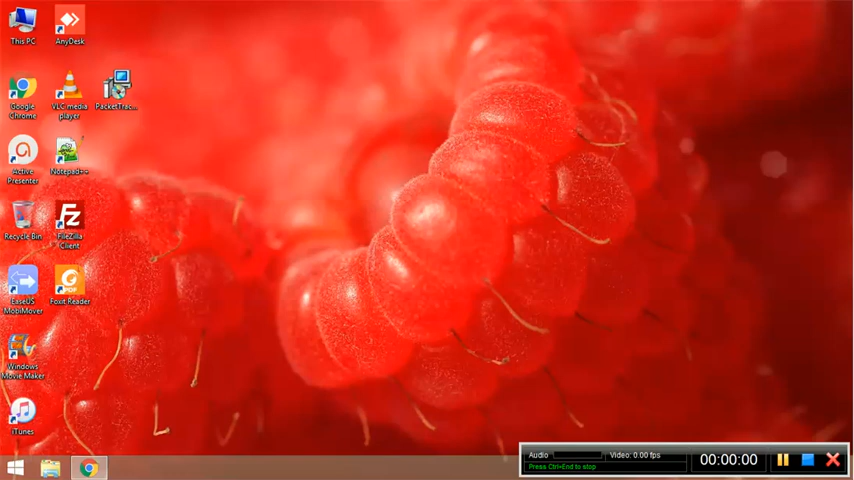 This PC
AnyDesk
Google
Chrome
VLC media
player
PacketTrac...
Active
Presenter
Notepad++
Recycle Bin
FileZilla
Client
EaseUS
MobiMover
Foxit Reader
PDF
Windows
Movie Maker
iTunes
Audio
Video: 0.00 fps
Press Ctrl+End to stop
00:00:00